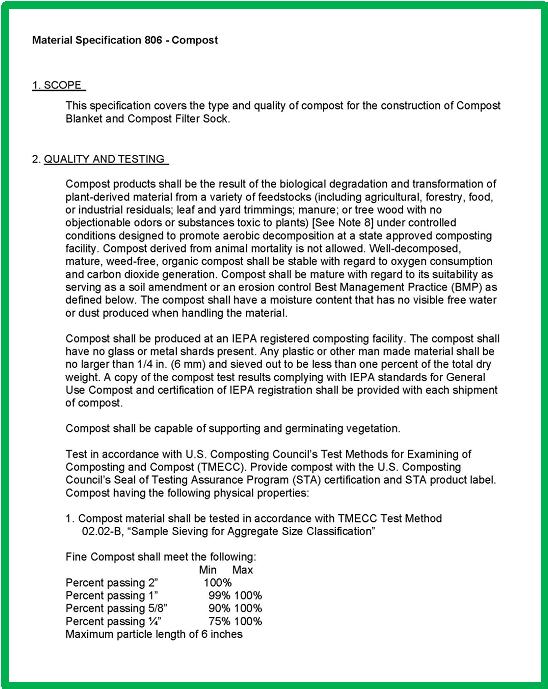 Material Specification 806 - Compost
1. SCOPE
This specification covers the type and quality of compost for the construction of Compost
Blanket and Compost Filter Sock.
2. QUALITY AND TESTING
Compost products shall be the result of the biological degradation and transformation of
plant-derived material from a variety of feedstocks (including agricultural, forestry, food,
or industrial residuals; leaf and yard trimmings; manure; or tree wood with no
objectionable odors or substances toxic to plants) [See Note 8] under controlled
conditions designed to promote aerobic decomposition at a state approved composting
facility. Compost derived from animal mortality is not allowed. Well-decomposed,
mature, weed-free, organic compost shall be stable with regard to oxygen consumption
and carbon dioxide generation. Compost shall be mature with regard to its suitability as
serving as a soil amendment or an erosion control Best Management Practice (BMP) as
defined below. The compost shall have a moisture content that has no visible free water
or dust produced when handling the material.
Compost shall be produced at an IEPA registered composting facility. The compost shall
have no glass or metal shards present. Any plastic or other man made material shall be
no larger than 1/4 in. (6 mm) and sieved out to be less than one percent of the total dry
weight. A copy of the compost test results complying with IEPA standards for General
Use Compost and certification of IEPA registration shall be provided with each shipment
of compost.
Compost shall be capable of supporting and germinating vegetation.
Test in accordance with U.S. Composting Council's Test Methods for Examining of
Composting and Compost (TMECC). Provide compost with the U.S. Composting
Council's Seal of Testing Assurance Program (STA) certification and STA product label.
Compost having the following physical properties:
1. Compost material shall be tested in accordance with TMECC Test Method
02.02-B, “Sample Sieving for Aggregate Size Classification”
Fine Compost shall meet the following:
Min Max
Percent passing 2” 100%
Percent passing 1” 99% 100%
Percent passing 5/8” 90% 100%
Percent passing ¼” 75% 100%
Maximum particle length of 6 inches